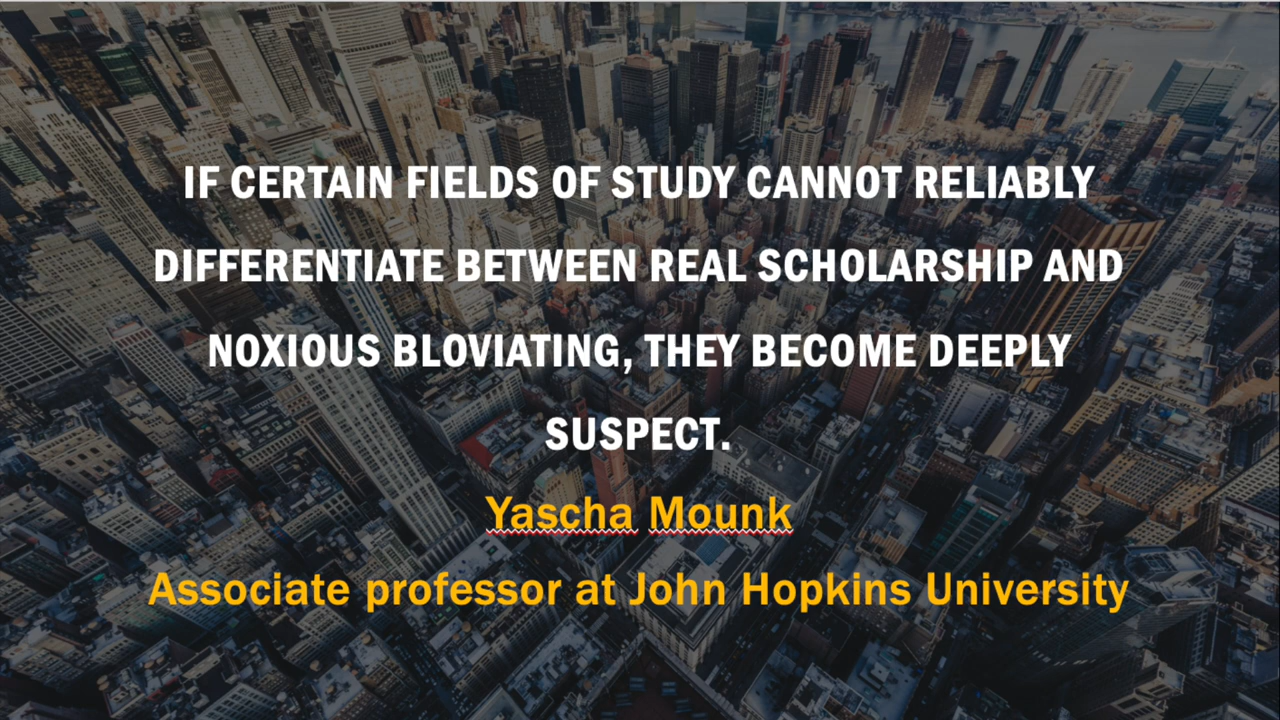 IF CERTAIN FIELDS OF STUDY CANNOT RELIABLY
DIFFERENTIATE BETWEEN REAL SCHOLARSHIP AND
NOXIOUS BLOVIATING, THEY BECOME DEEPLY
SUSPECT.
Yascha Mounk
Associate professor at John Hopkins University